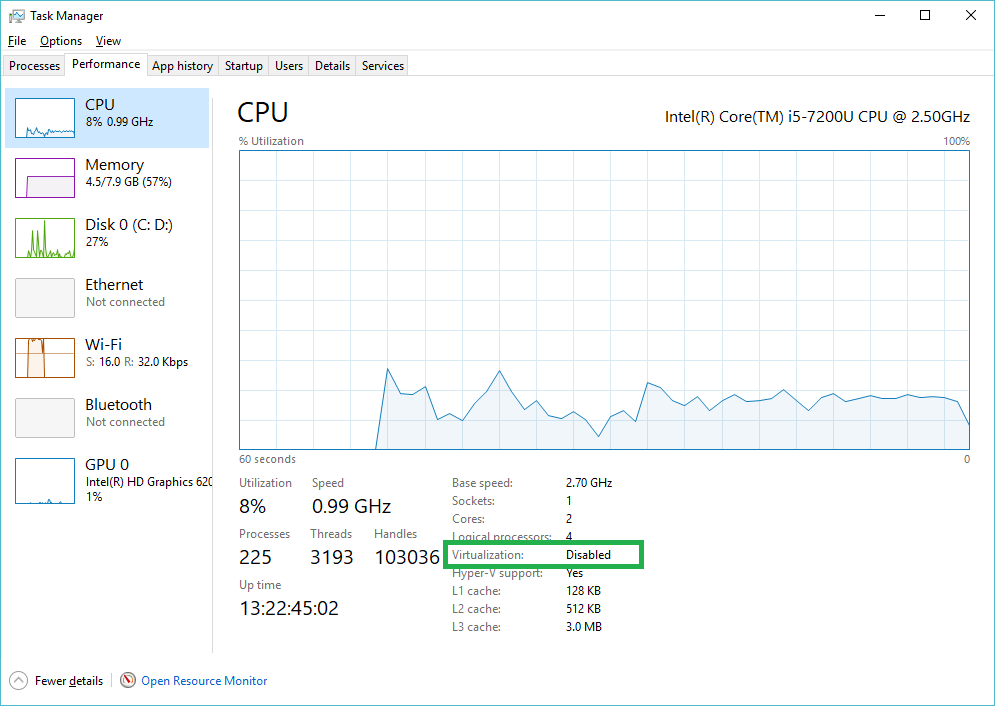 Task Manager
File Options View
Processes Performance App history Startup Users Details Services
CPU
8% 0.99 GHz
Memory
4.5/7.9 GB (57%)
Disk 0 (C: D:)
27%
Ethernet
Not connected
Wi-Fi
S: 16.0 R: 32.0 Kbps
Bluetooth
Not connected
GPU 0
Intel(R) HD Graphics 620
1%
CPU
Intel(R) Core(TM) i5-7200U CPU @ 2.50GHz
% Utilization 100%
60 seconds 0
Utilization Speed
8% 0.99 GHz
Processes Threads Handles
225 3193 103036
Up time
13:22:45:02
Base speed: 2.70 GHz
Sockets: 1
Cores: 2
Logical processors: 4
Virtualization: Disabled
Hyper-V support: Yes
L1 cache: 128 KB
L2 cache: 512 KB
L3 cache: 3.0 MB
Fewer details Open Resource Monitor